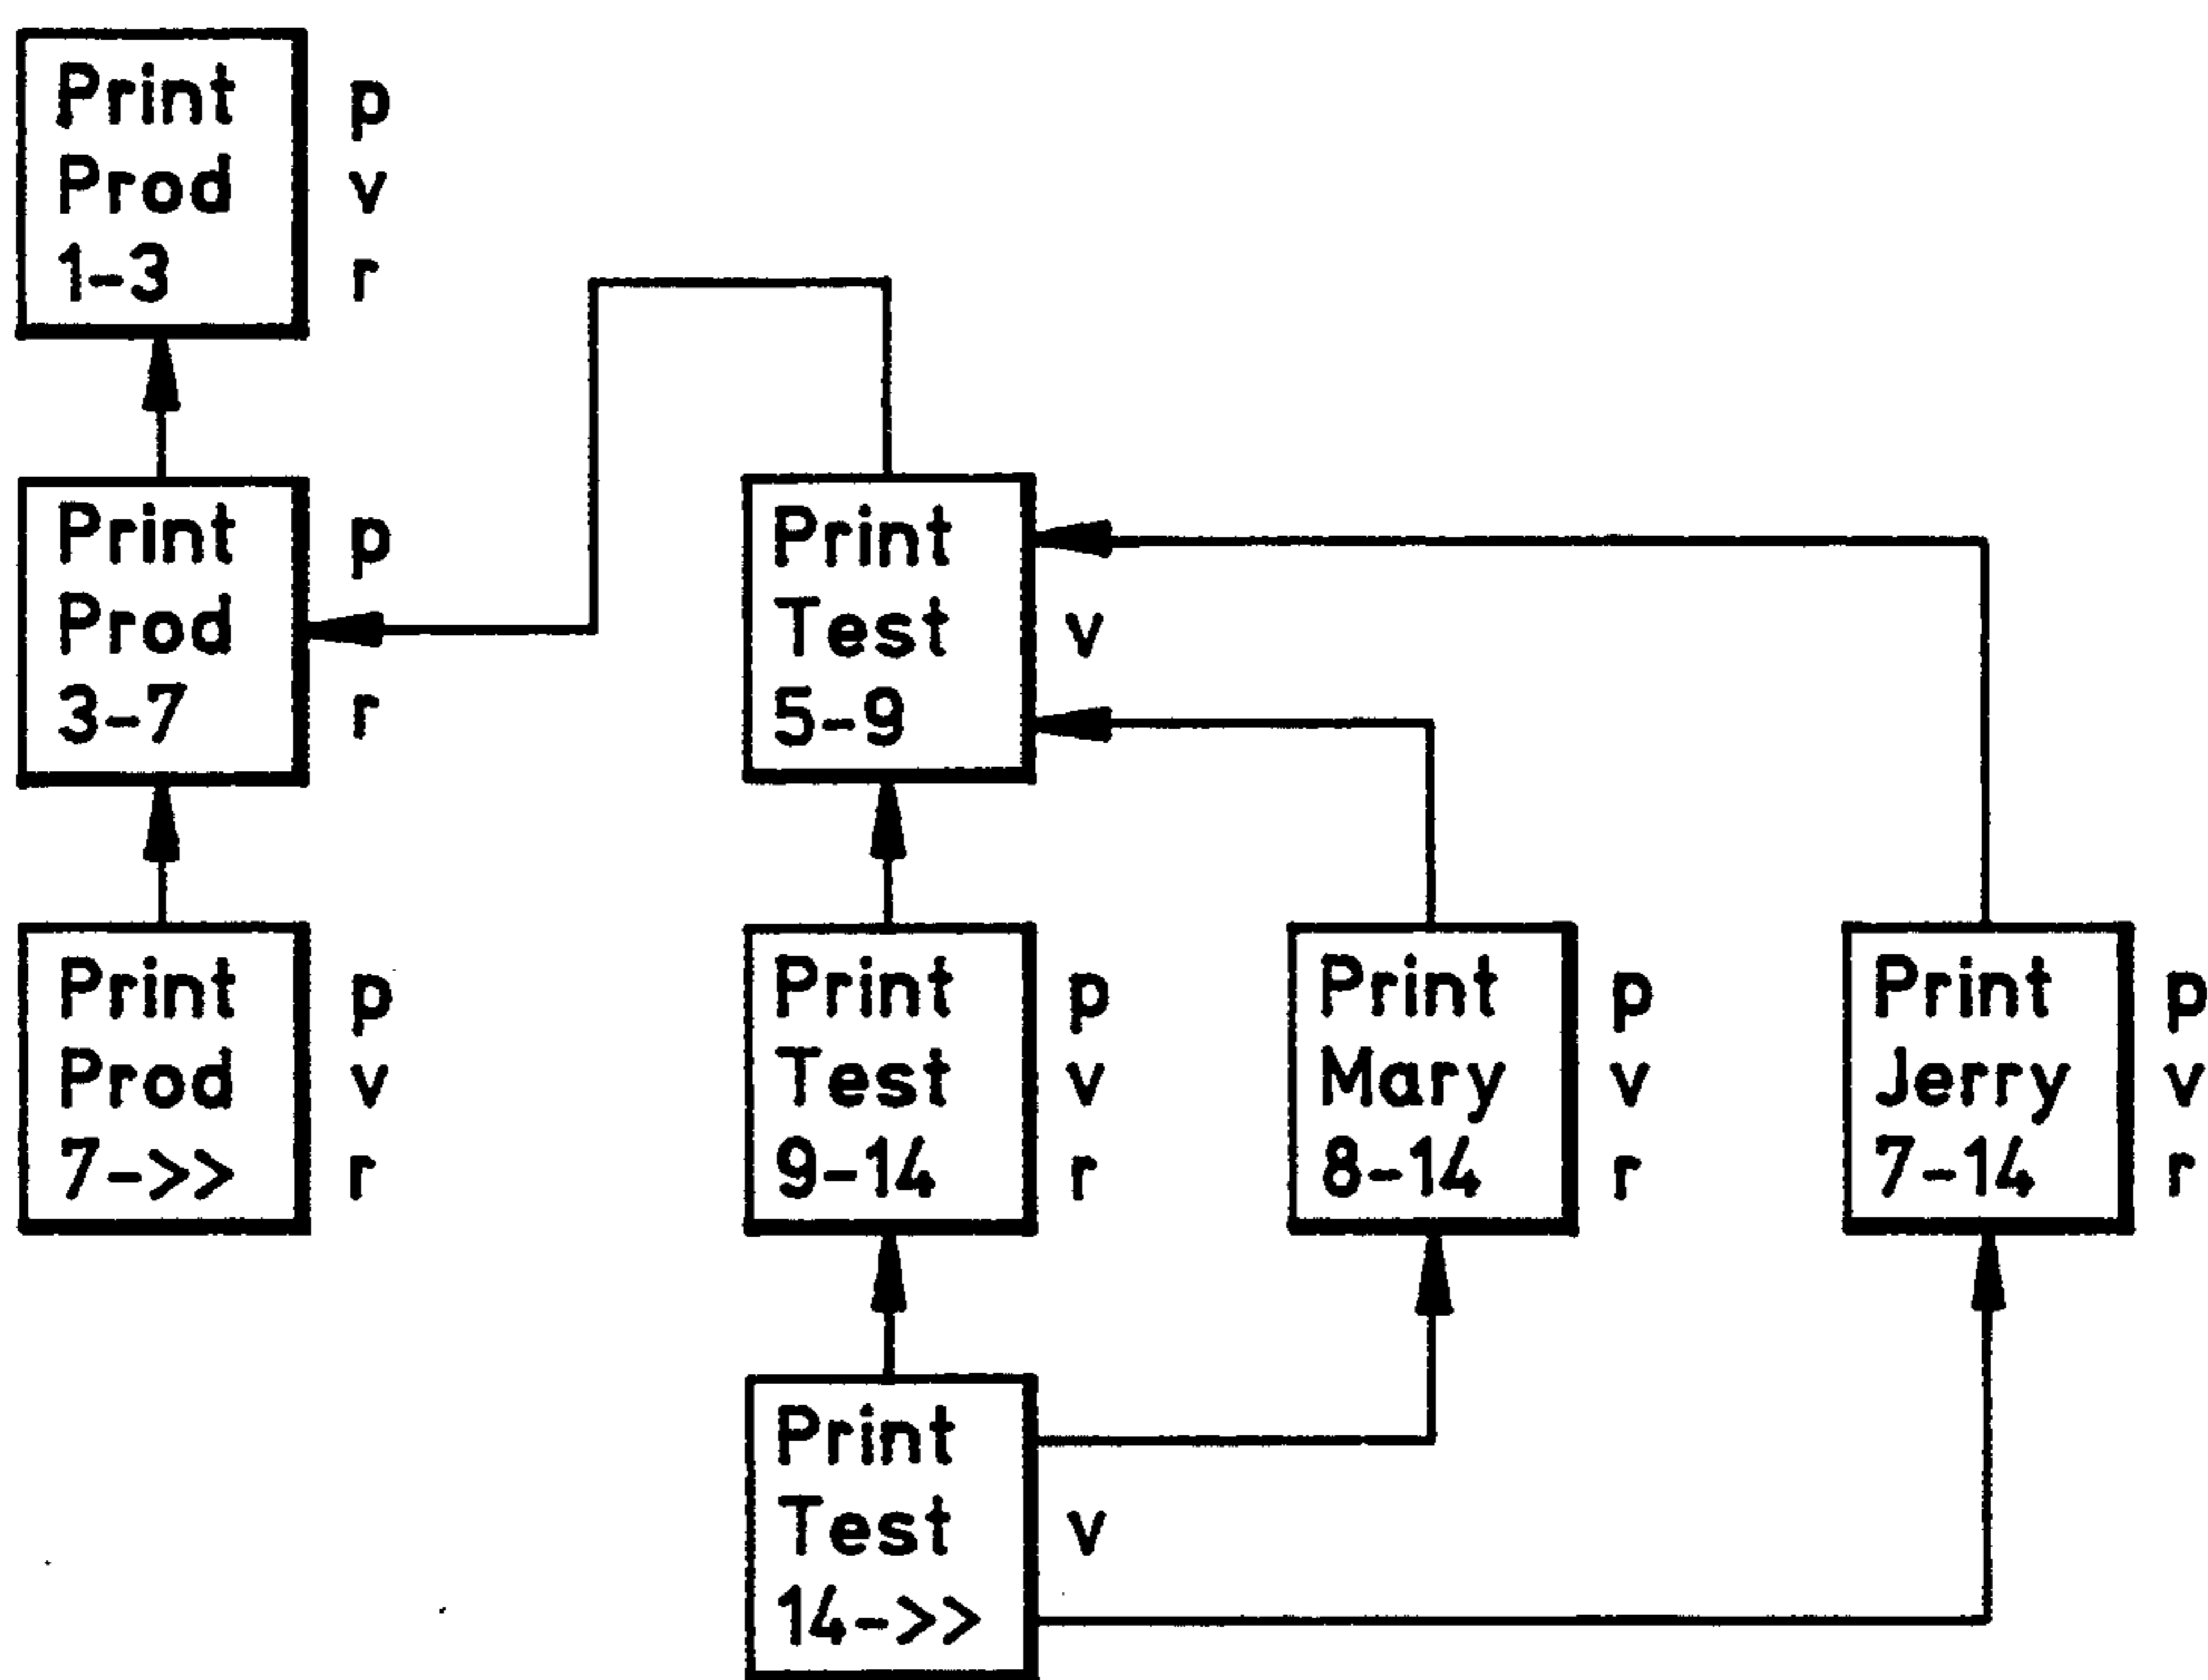 Print p
Prod v
1-3 r
Print p
Prod
3-7 r
Print
Test v
5-9
Print p
Prod v
7->> r
Print p
Test v
9-14 r
Print p
Mary v
8-14 r
Print p
Jerry v
7-14 r
Print
Test v
14->>